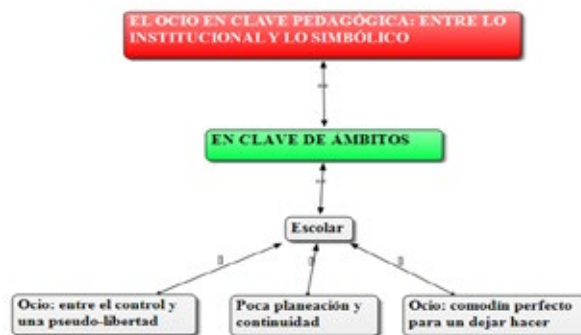 EL OCIO EN CLAVE PEDAGÓGICA: ENTRE LO
INSTITUCIONAL Y LO SIMBÓLICO
EN CLAVE DE ÁMBITOS
Escolar
Ocio: entre el control y
una pseudo-libertad
Poca planeación y
continuidad
Ocio: comodín perfecto
para un dejar hacer